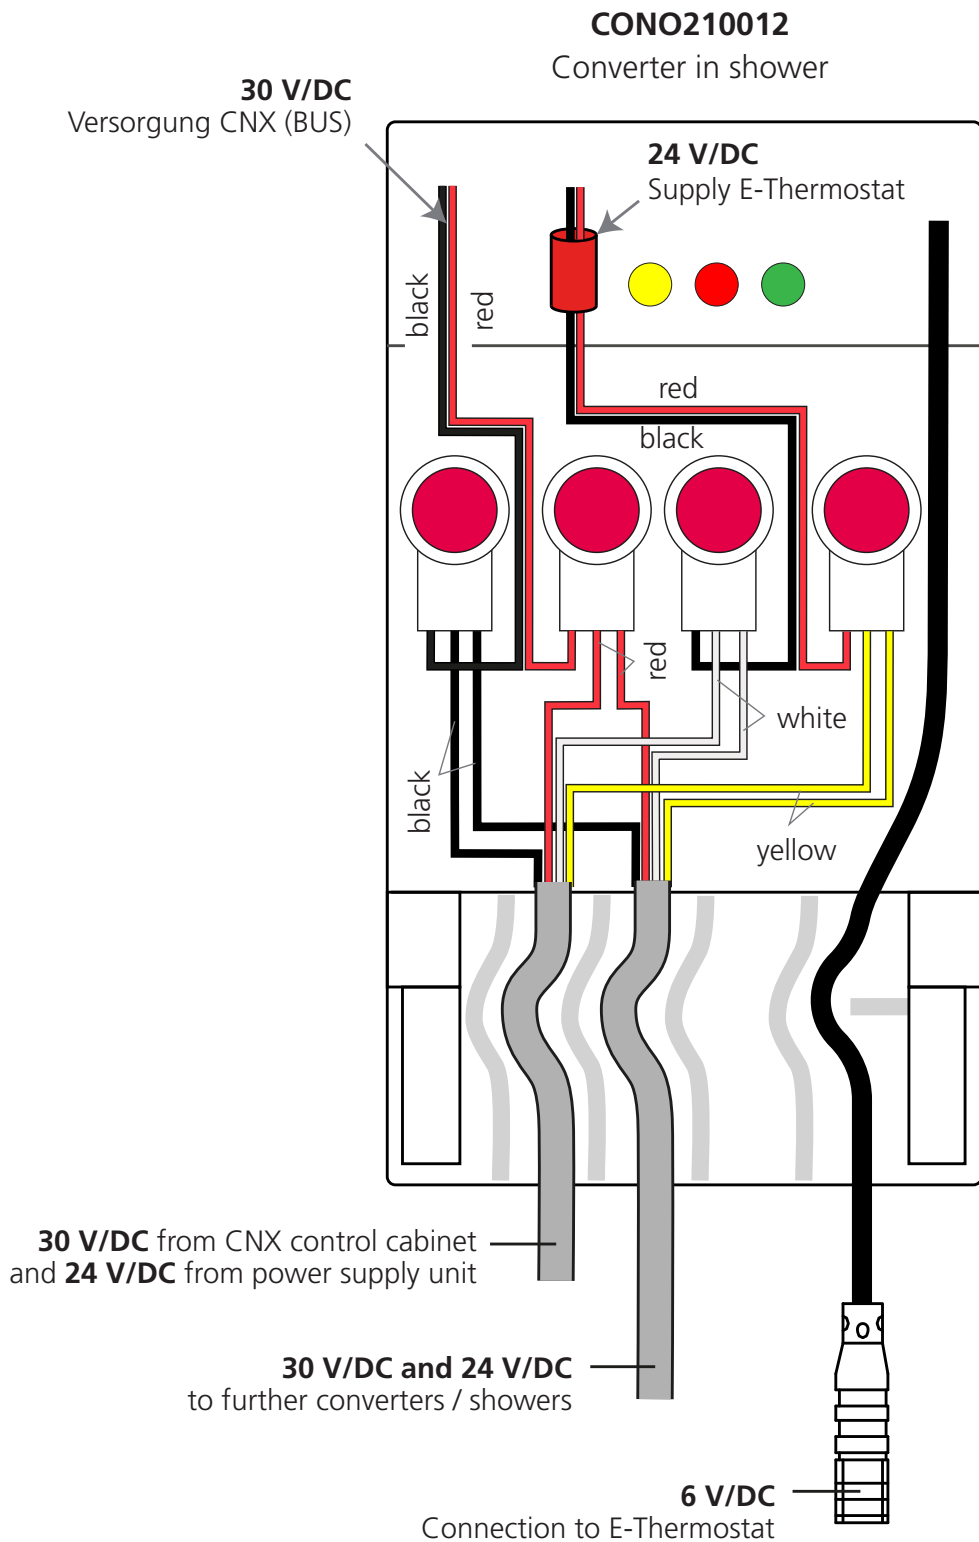 CONO210012
Converter in shower
30 V/DC
Versorgung CNX (BUS)
24 V/DC
Supply E-Thermostat
black
red
red
black
red
white
black
yellow
30 V/DC from CNX control cabinet
and 24 V/DC from power supply unit
30 V/DC and 24 V/DC
to further converters / showers
6 V/DC
Connection to E-Thermostat